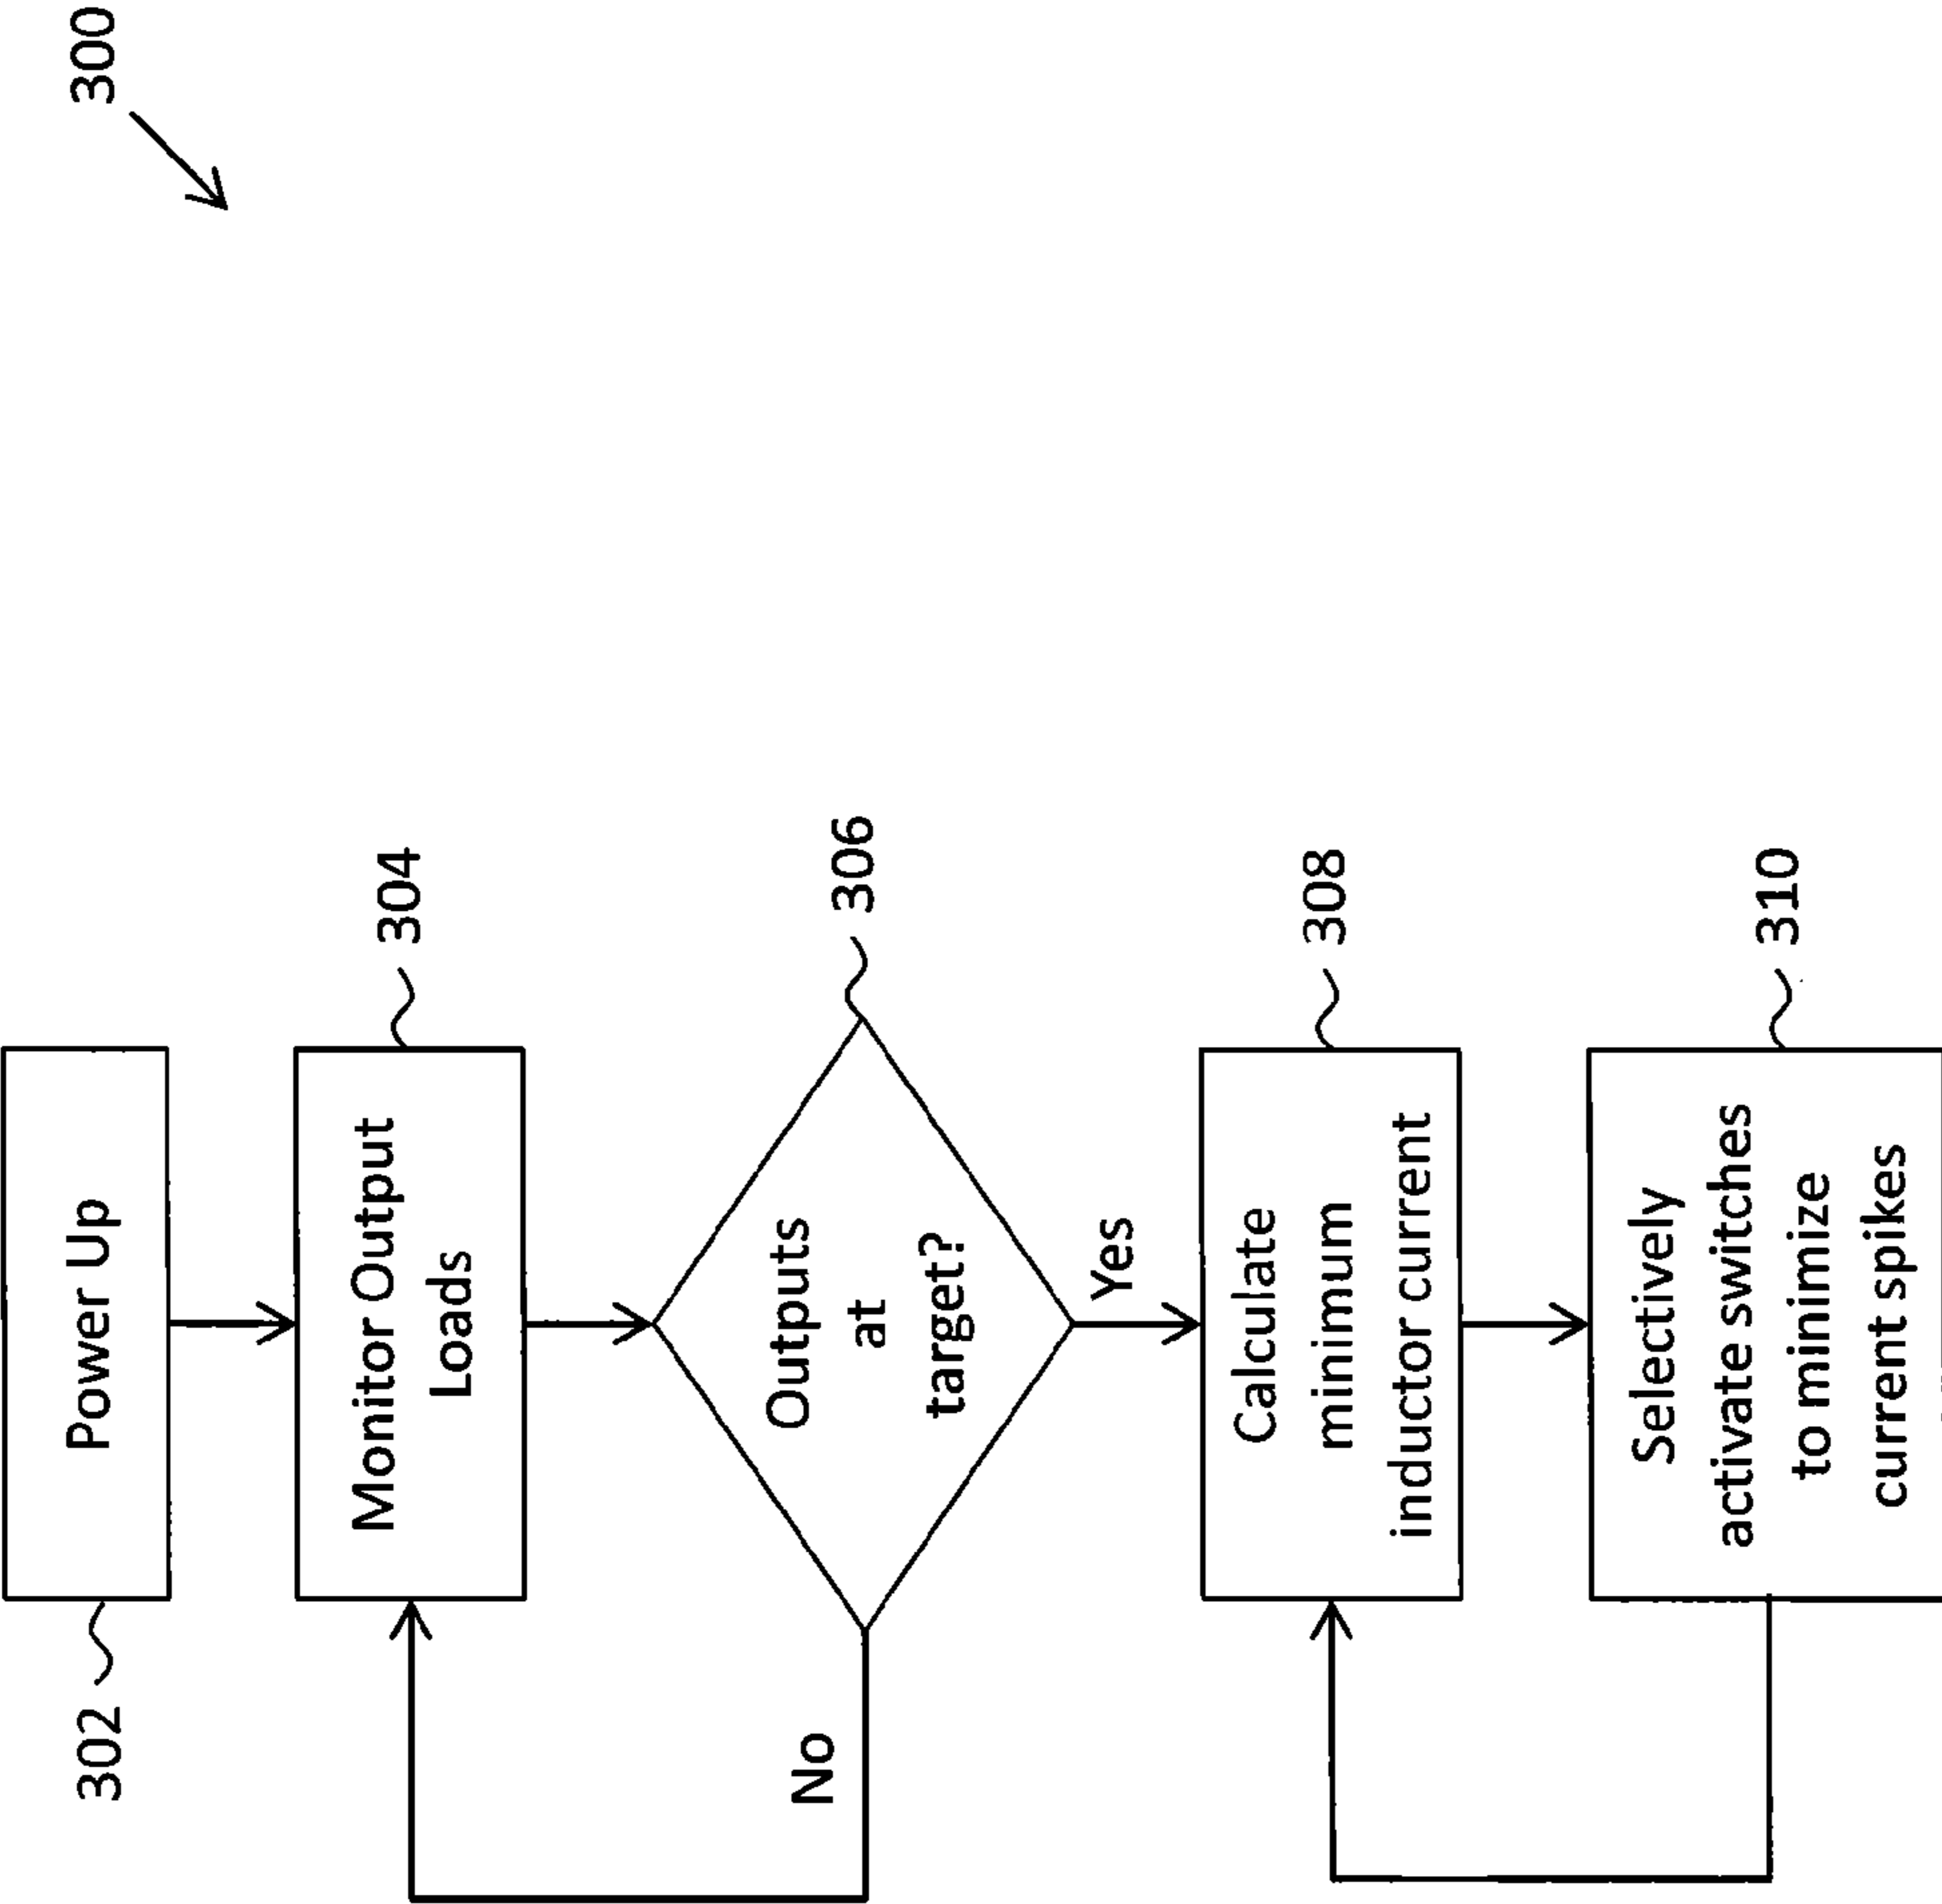 300
302
Power Up
304
Monitor Output
Loads
306
Outputs
at
target?
No
Yes
308
Calculate
minimum
inductor current
310
Selectively
activate switches
to minimize
current spikes